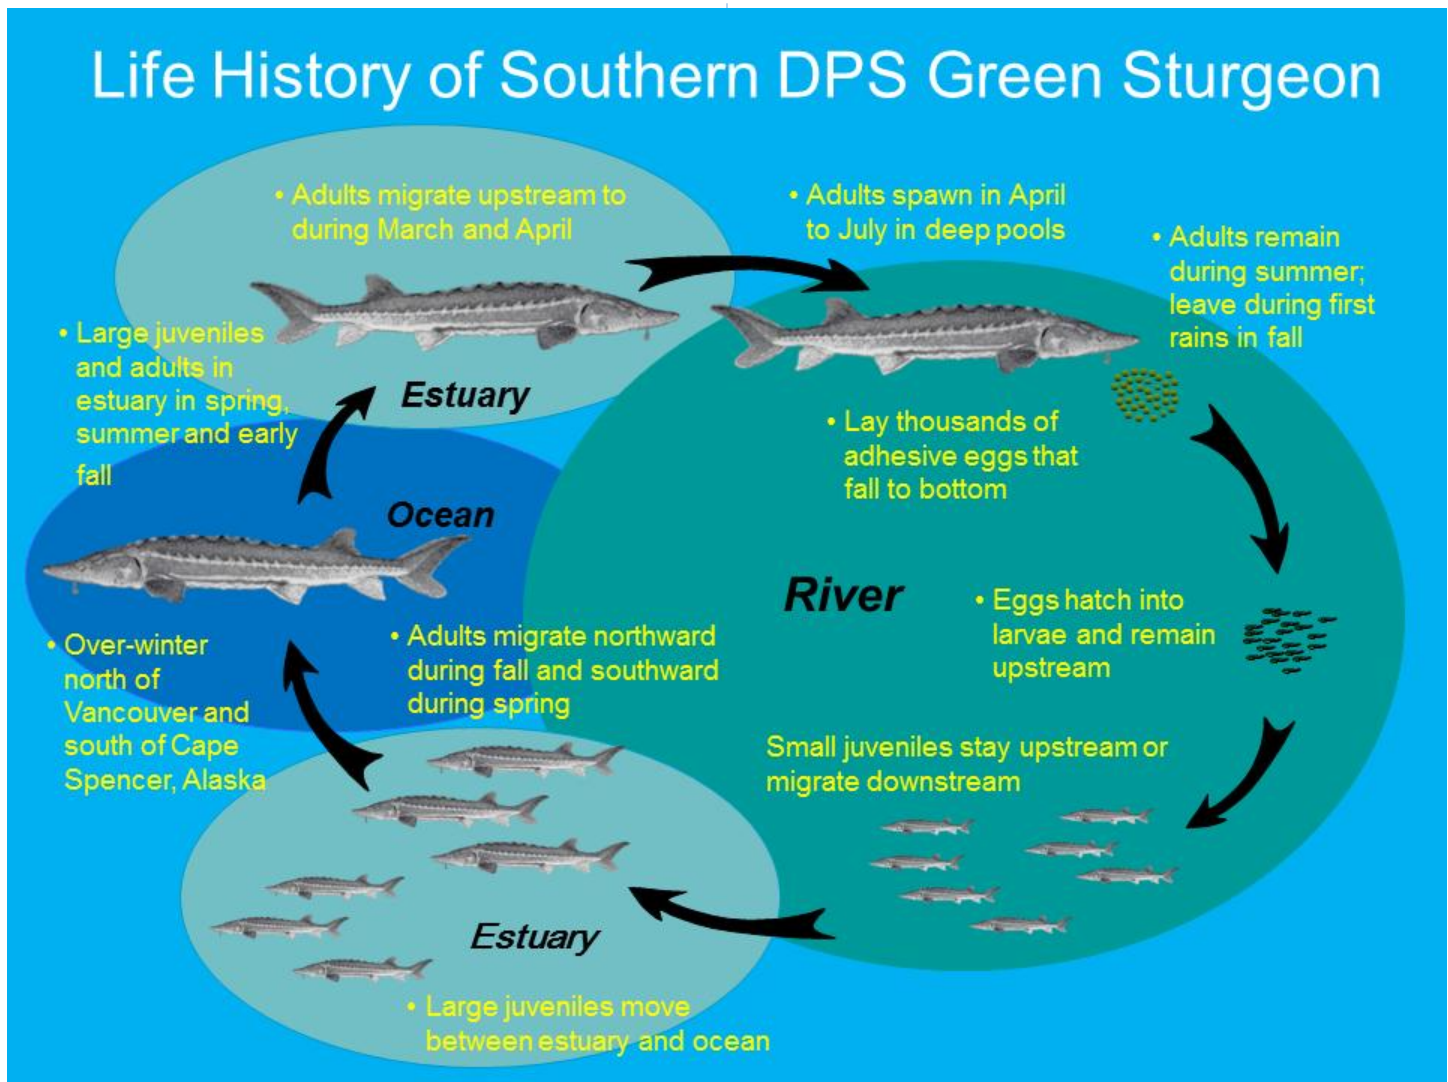 Life History of Southern DPS Green Sturgeon
• Adults migrate upstream to
during March and April
• Adults spawn in April
to July in deep pools
• Adults remain
during summer;
leave during first
rains in fall
• Large juveniles
and adults in
estuary in spring,
summer and early
fall
Estuary
• Lay thousands of
adhesive eggs that
fall to bottom
Ocean
River
• Eggs hatch into
larvae and remain
upstream
• Over-winter
north of
Vancouver and
south of Cape
Spencer, Alaska
• Adults migrate northward
during fall and southward
during spring
Small juveniles stay upstream or
migrate downstream
Estuary
• Large juveniles move
between estuary and ocean